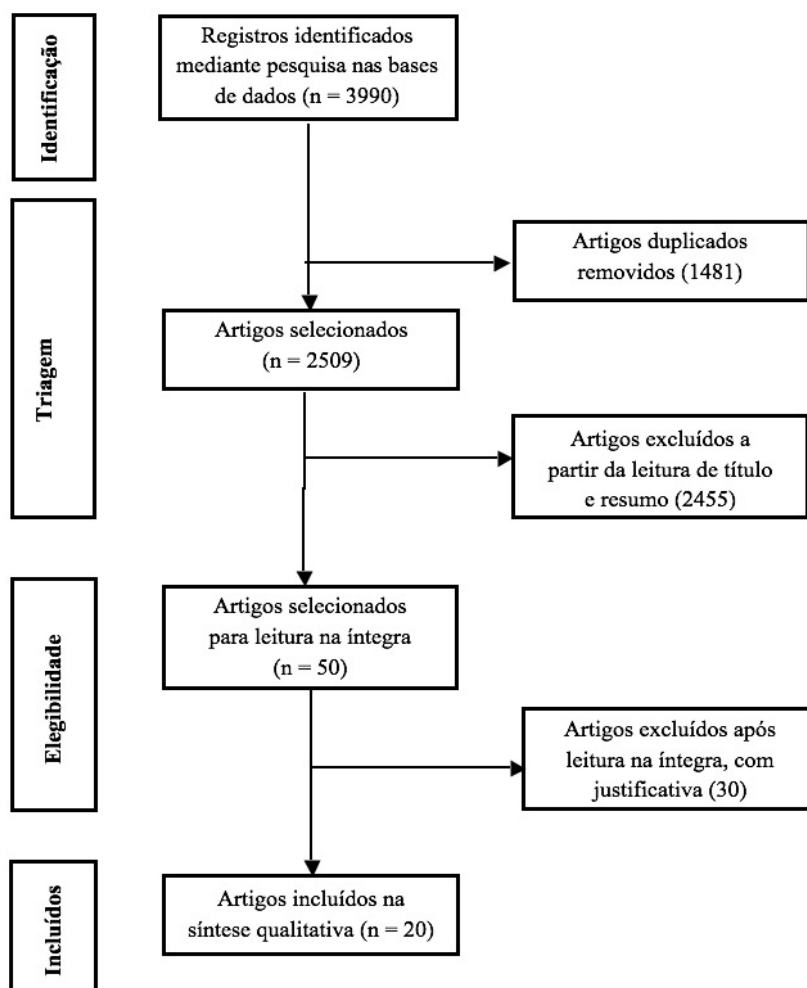 Identificação
Registros identificados
mediante pesquisa nas bases
de dados (n = 3990)
Triagem
Artigos duplicados
removidos (1481)
Artigos selecionados
(n = 2509)
Artigos excluídos a
partir da leitura de título
e resumo (2455)
Elegibilidade
Artigos selecionados
para leitura na íntegra
(n = 50)
Artigos excluídos após
leitura na íntegra, com
justificativa (30)
Incluídos
Artigos incluídos na
síntese qualitativa (n = 20)